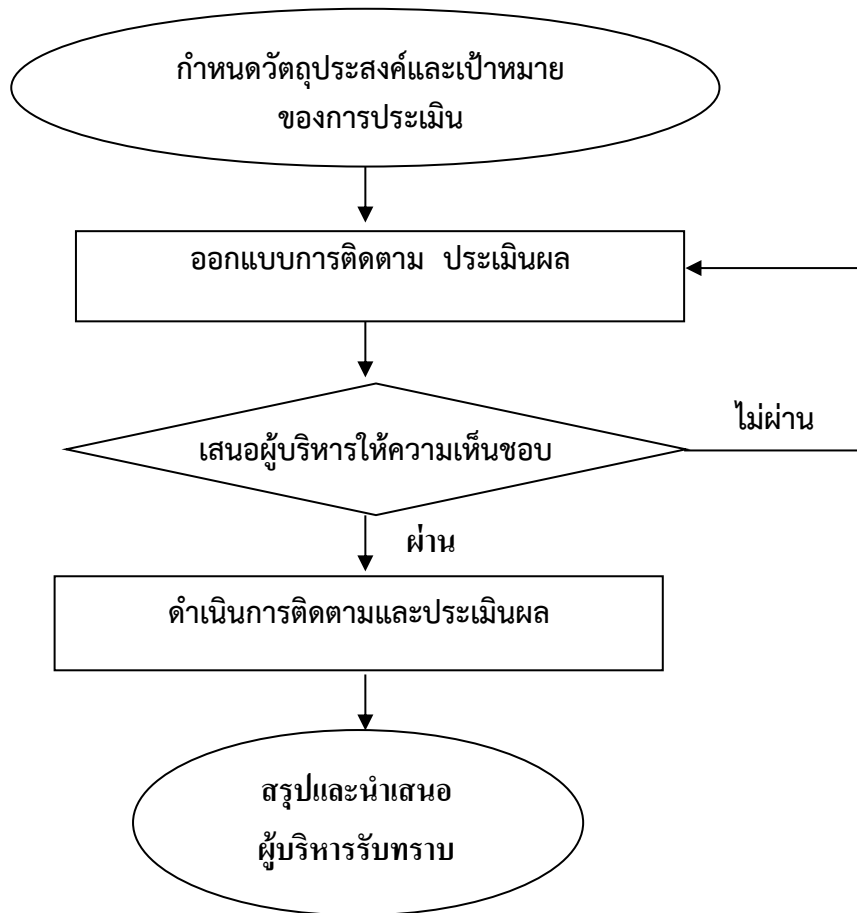 กำหนดวัตถุประสงค์และเป้าหมาย
ของการประเมิน
ออกแบบการติดตาม ประเมินผล
ไม่ผ่าน
เสนอผู้บริหารให้ความเห็นชอบ
ผ่าน
ดำเนินการติดตามและประเมินผล
สรุปและนำเสนอ
ผู้บริหารรับทราบ